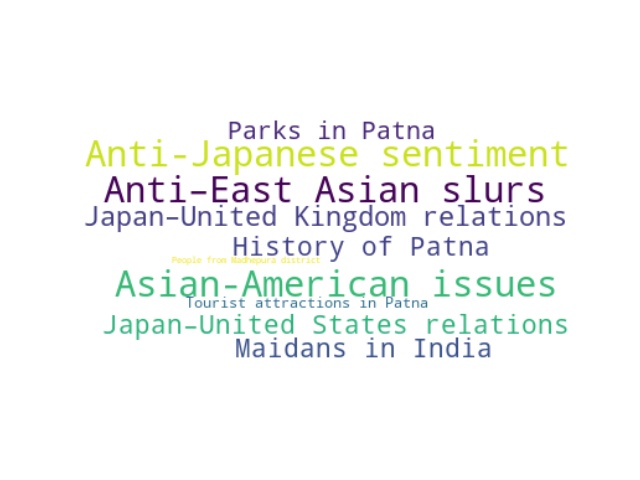 Parks in Patna
Anti-Japanese sentiment
Anti–East Asian slurs
Japan–United Kingdom relations
History of Patna
People from Madhepura district
Asian-American issues
Tourist attractions in Patna
Japan–United States relations
Maidans in India